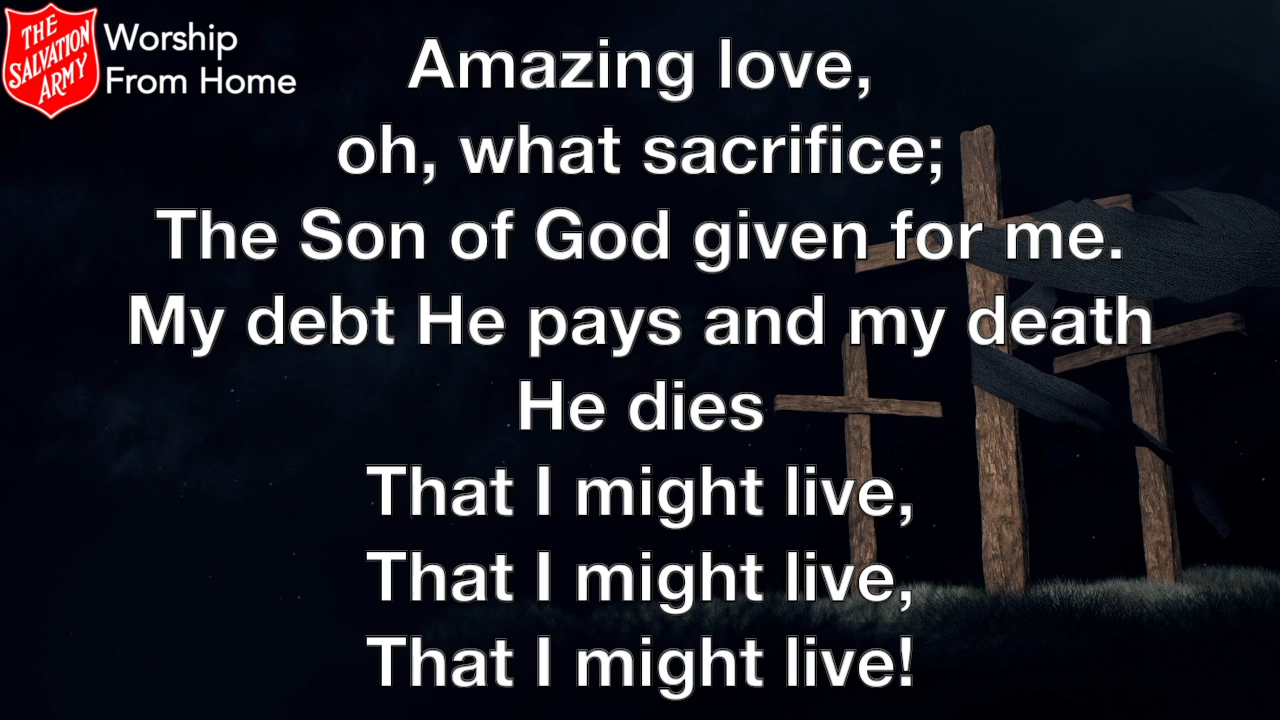 THE
SALVATION
ARMY
Worship
From Home
Amazing love,
oh, what sacrifice;
The Son of God given for me.
My debt He pays and my death
He dies
That I might live,
That I might live,
That I might live!